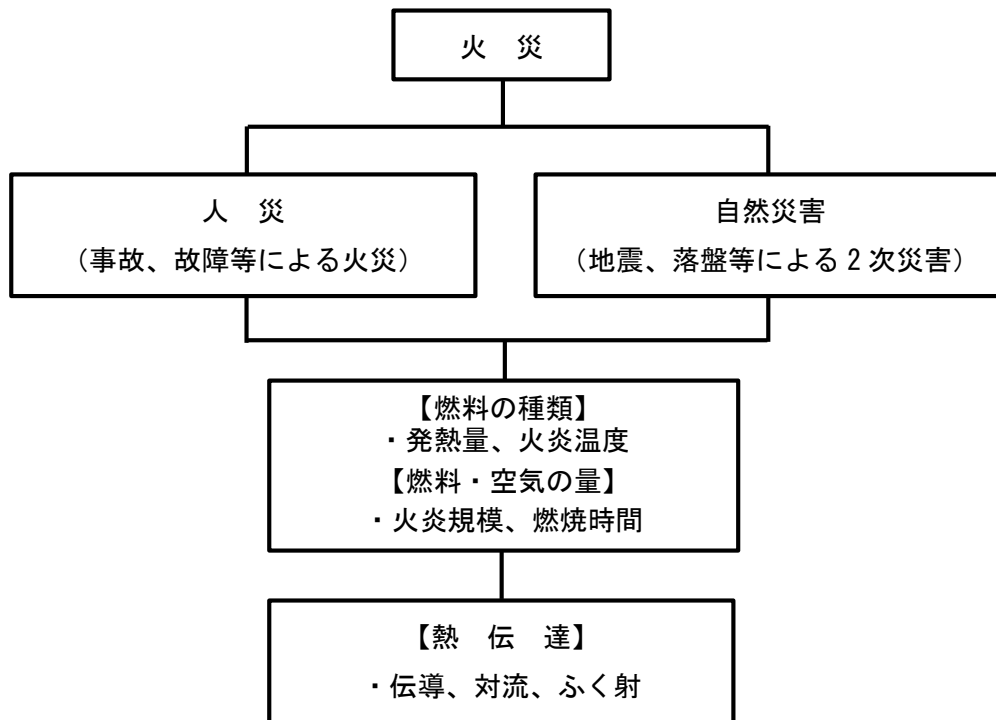 火　災
人　災
（事故、故障等による火災）
自然災害
（地震、落盤等による２次災害）
【燃料の種類】
・発熱量、火炎温度
【燃料・空気の量】
・火炎規模、燃焼時間
【熱　伝　達】
・伝導、対流、ふく射